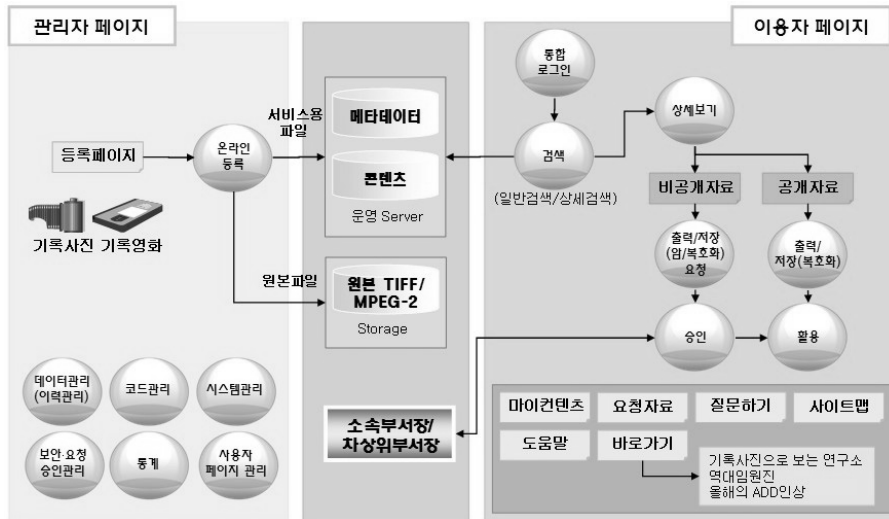 관리자 페이지
이용자 페이지
등록페이지
온라인
등록
서비스용
파일
기록사진 기록영화
원본파일
메타데이터
콘텐츠
운영 Server
원본 TIFF/
MPEG-2
Storage
소속부서장/
차상위부서장
데이터관리
(이력관리)
코드관리
시스템관리
보안·요청
승인관리
통계
사용자
페이지 관리
통합
로그인
검색
(일반검색/상세검색)
상세보기
비공개자료
공개자료
출력/저장
(암/복호화)
요청
출력/
저장(복호화)
승인
활용
마이컨텐츠
요청자료
질문하기
사이트맵
도움말
바로가기
기록사진으로 보는 연구소
역대임원진
올해의 ADD인상